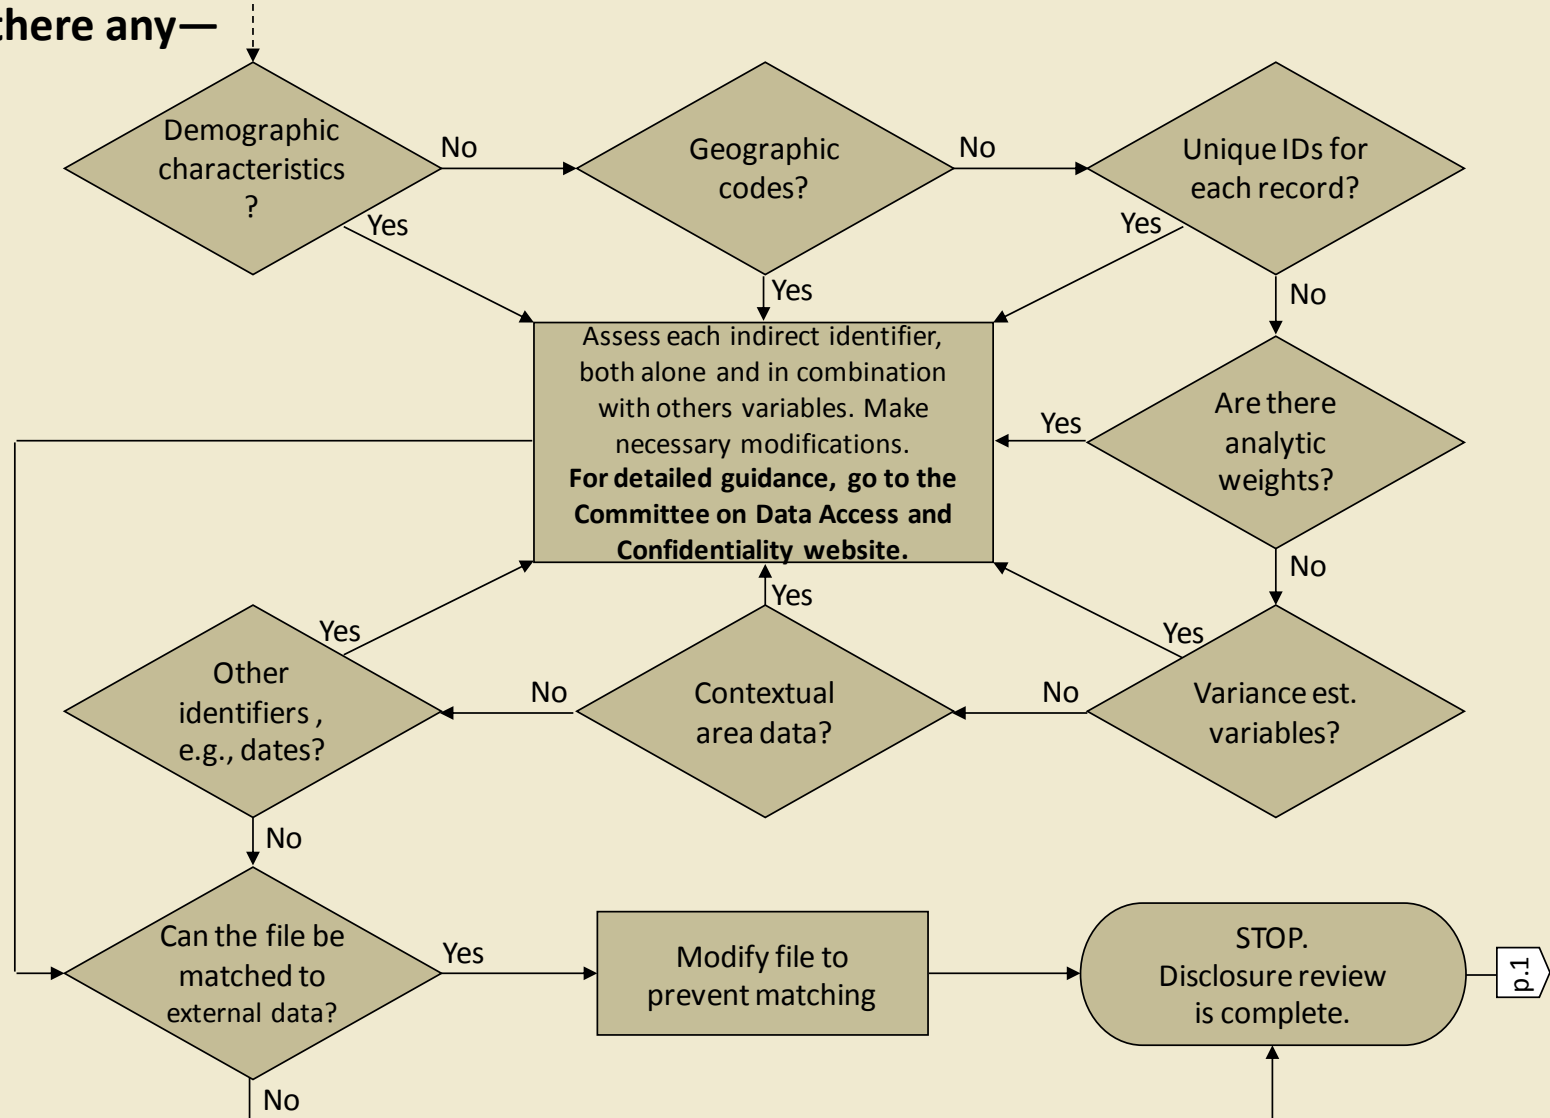 there any—
Demographic
characteristics
?
No
Yes
Geographic
codes?
No
Yes
Unique IDs for
each record?
Yes
No
Assess each indirect identifier,
both alone and in combination
with others variables. Make
necessary modifications.
For detailed guidance, go to the
Committee on Data Access and
Confidentiality website.
Are there
analytic
weights?
Yes
No
Variance est.
variables?
Yes
No
Contextual
area data?
Yes
No
Other
identifiers ,
e.g., dates?
Yes
No
Can the file be
matched to
external data?
Yes
No
Modify file to
prevent matching
STOP.
Disclosure review
is complete.
p.1